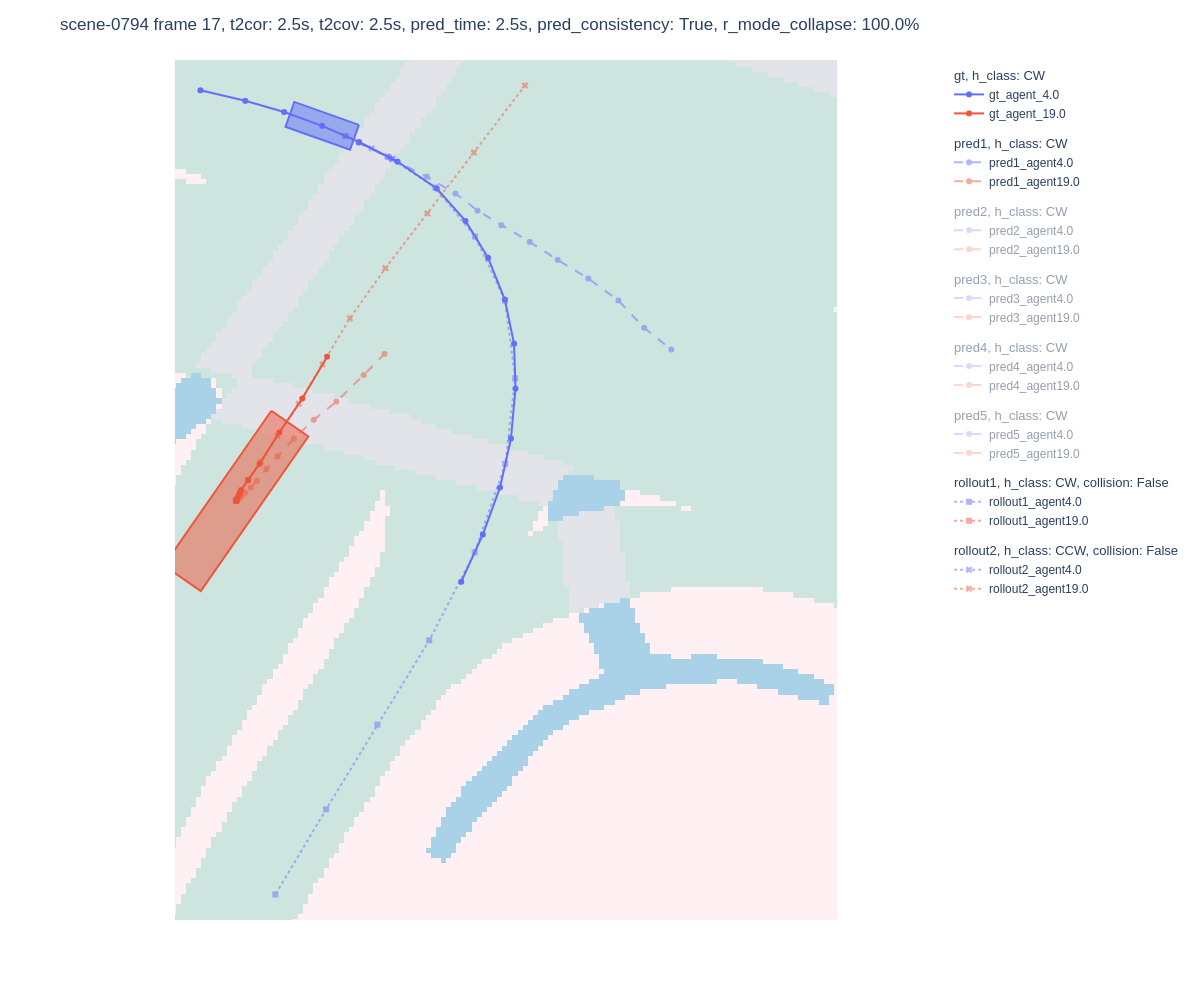 scene-0794 frame 17, t2cor: 2.5s, t2cov: 2.5s, pred_time: 2.5s, pred_consistency: True, r_mode_collapse: 100.0%
gt, h_class: CW
gt_agent_4.0
gt_agent_19.0
pred1, h_class: CW
pred1_agent4.0
pred1_agent19.0
pred2, h_class: CW
pred2_agent4.0
pred2_agent19.0
pred3, h_class: CW
pred3_agent4.0
pred3_agent19.0
pred4, h_class: CW
pred4_agent4.0
pred4_agent19.0
pred5, h_class: CW
pred5_agent4.0
pred5_agent19.0
rollout1, h_class: CW, collision: False
rollout1_agent4.0
rollout1_agent19.0
rollout2, h_class: CCW, collision: False
rollout2_agent4.0
rollout2_agent19.0